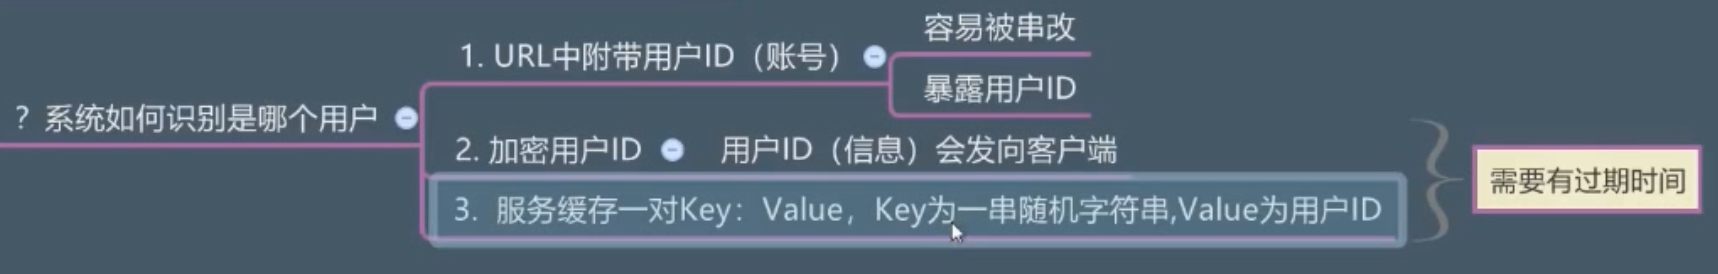 ? 系统如何识别是哪个用户
1. URL中附带用户ID（账号）
容易被串改
暴露用户ID
2. 加密用户ID
用户ID（信息）会发向客户端
3. 服务缓存一对Key：Value，Key为一串随机字符串,Value为用户ID
需要有过期时间